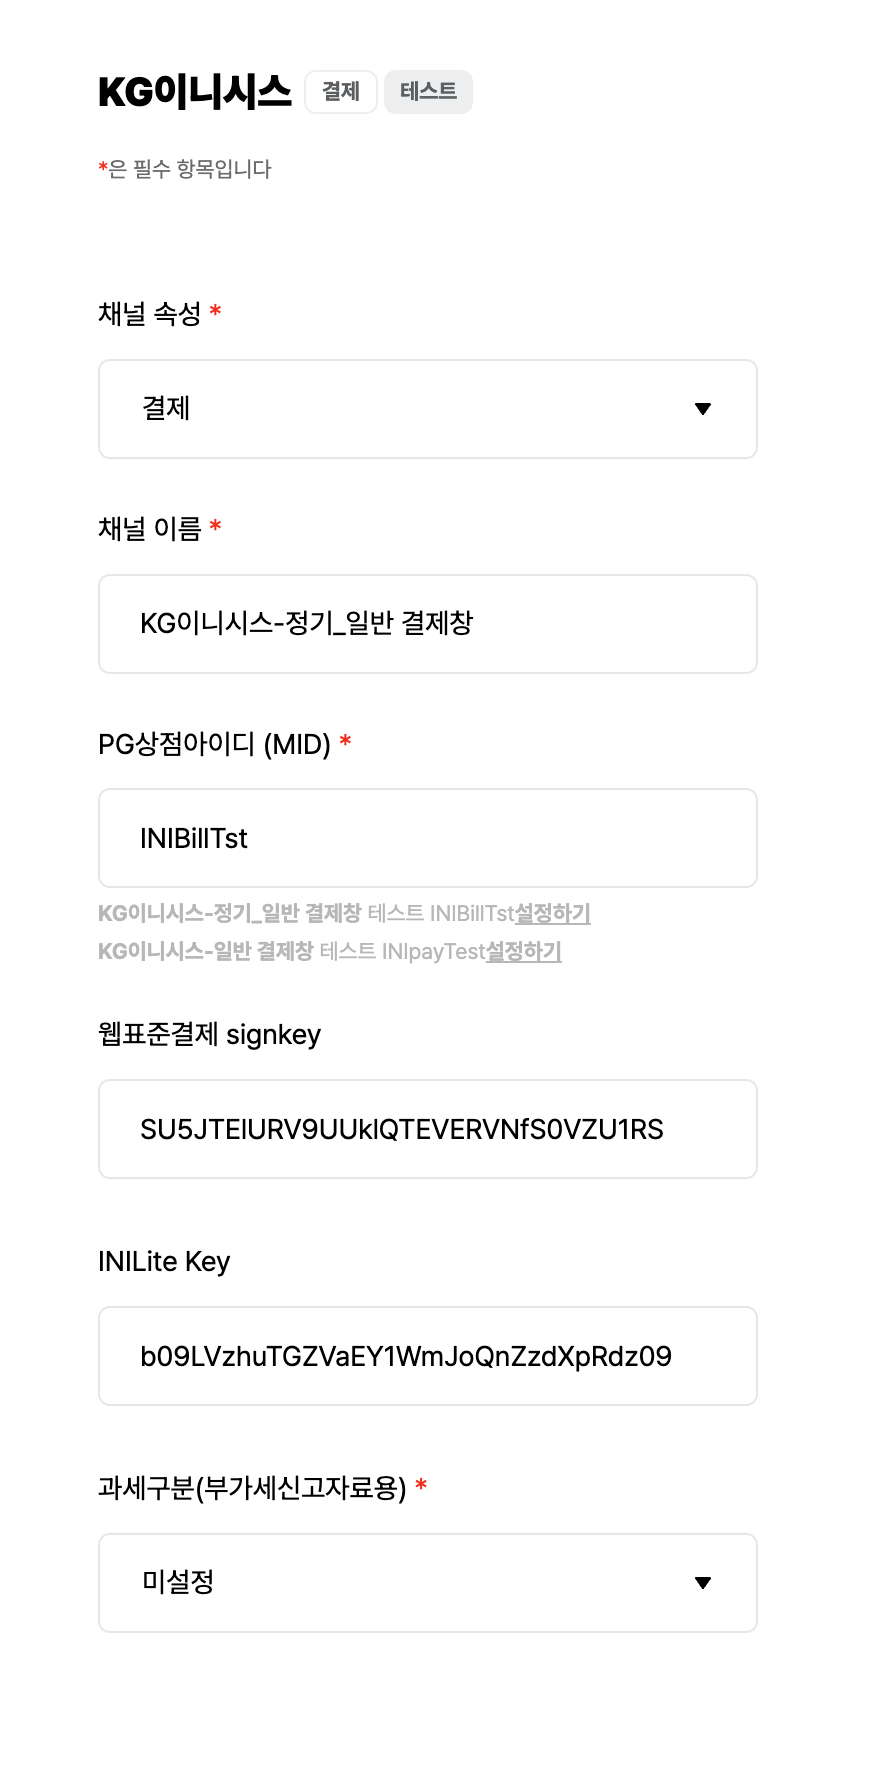 KG이니시스 결제 테스트
*은 필수 항목입니다
채널 속성 *
결제
채널 이름 *
KG이니시스-정기_일반 결제창
PG상점아이디 (MID) *
INIBillTst
KG이니시스-정기_일반 결제창 테스트 INIBillTst설정하기
KG이니시스-일반 결제창 테스트 INIpayTest설정하기
웹표준결제 signkey
SU5JTElURV9UUklQTEVERVNfS0VZU1RS
INILite Key
b09LVzhuTGZVaEY1WmJoQnZzdXpRdz09
과세구분(부가세신고자료용) *
미설정